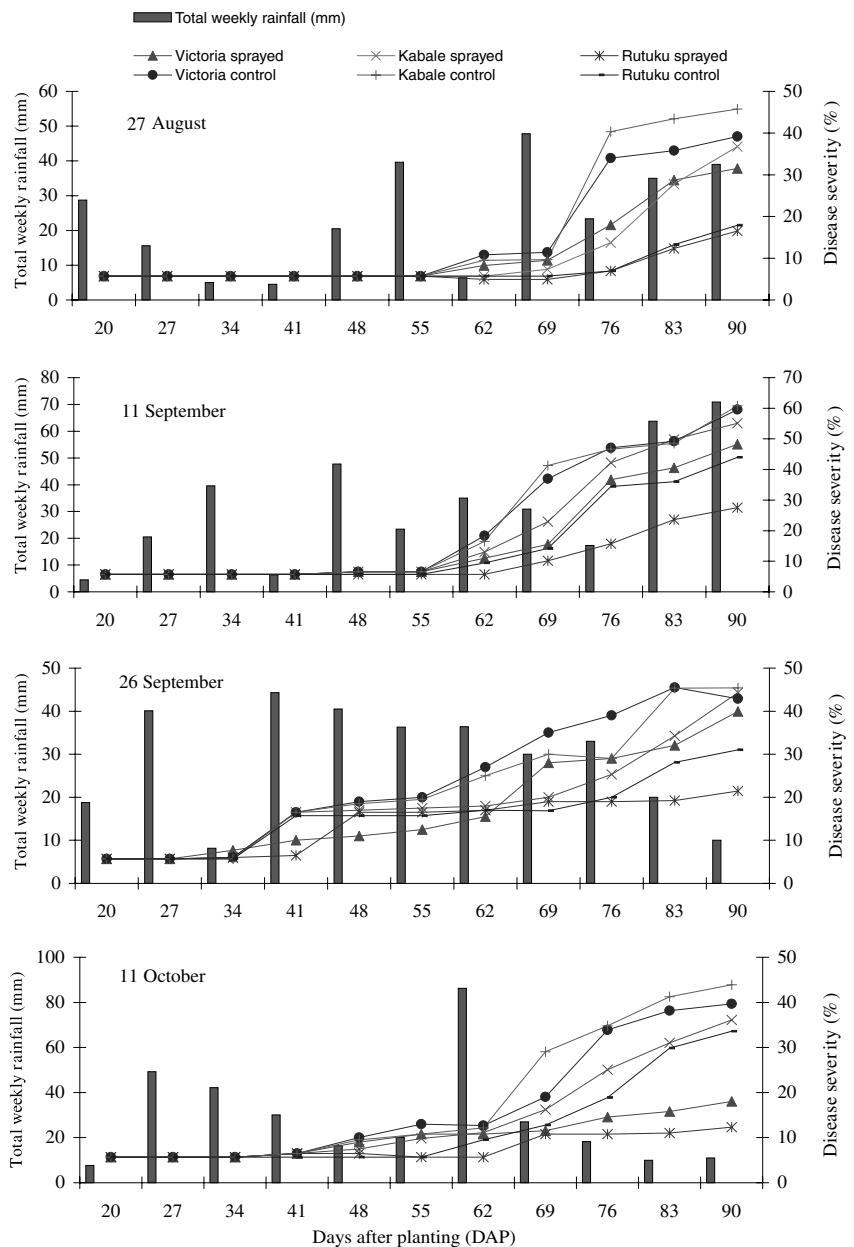 Total weekly rainfall (mm)
Victoria sprayed Kabale sprayed Rutuku sprayed
Victoria control Kabale control Rutuku control
27 August
Total weekly rainfall (mm)
60
50
40
30
20
10
0
50
40
30
20
10
0
Disease severity (%)
20 27 34 41 48 55 62 69 76 83 90
11 September
Total weekly rainfall (mm)
80
70
60
50
40
30
20
10
0
70
60
50
40
30
20
10
0
Disease severity (%)
20 27 34 41 48 55 62 69 76 83 90
26 September
Total weekly rainfall (mm)
50
40
30
20
10
0
50
40
30
20
10
0
Disease severity (%)
20 27 34 41 48 55 62 69 76 83 90
11 October
Total weekly rainfall (mm)
100
80
60
40
20
0
50
40
30
20
10
0
Disease severity (%)
20 27 34 41 48 55 62 69 76 83 90
Days after planting (DAP)